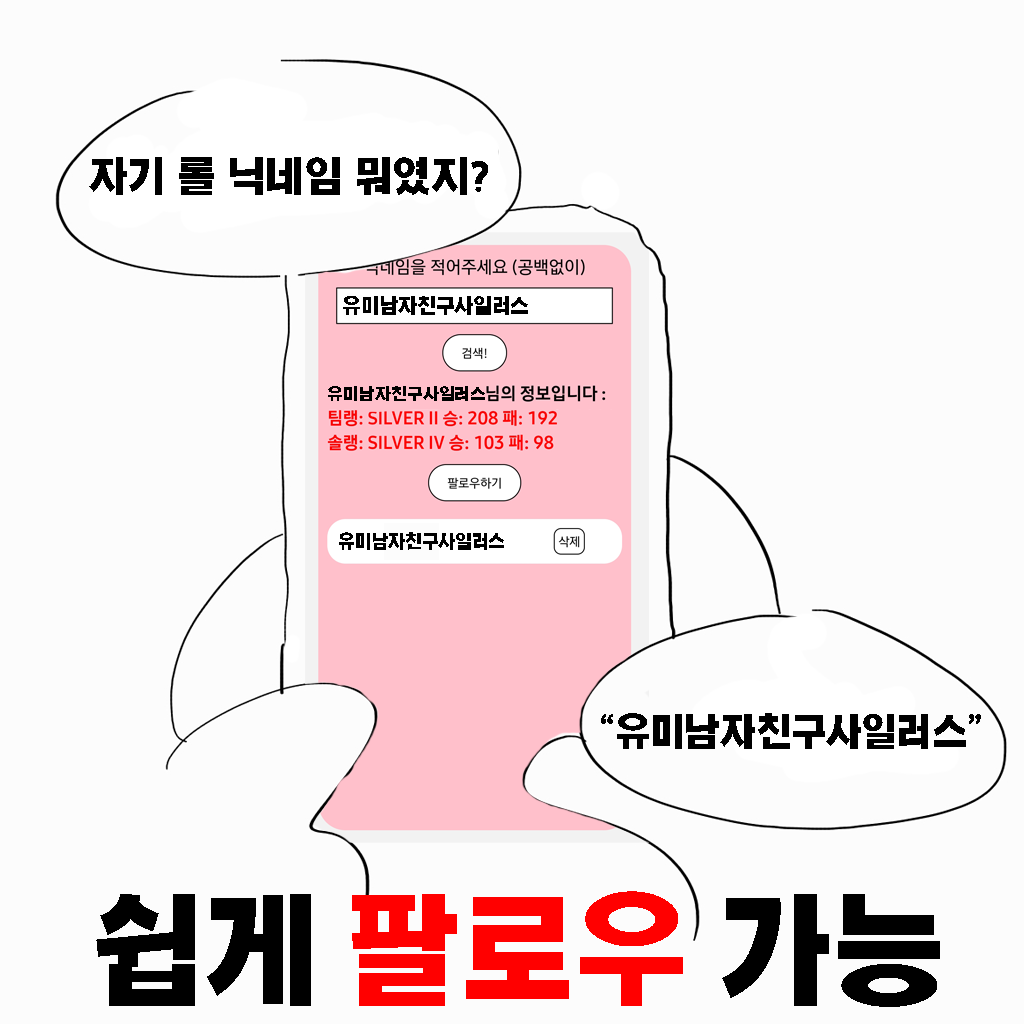 자기 롤 닉네임 뭐였지?
닉네임을 적어주세요 (공백없이)
유미남자친구사일러스
검색!
유미남자친구사일러스님의 정보입니다 :
팀랭: SILVER II 승: 208 패: 192
솔랭: SILVER IV 승: 103 패: 98
팔로우하기
유미남자친구사일러스 삭제
“유미남자친구사일러스”
쉽게 팔로우 가능